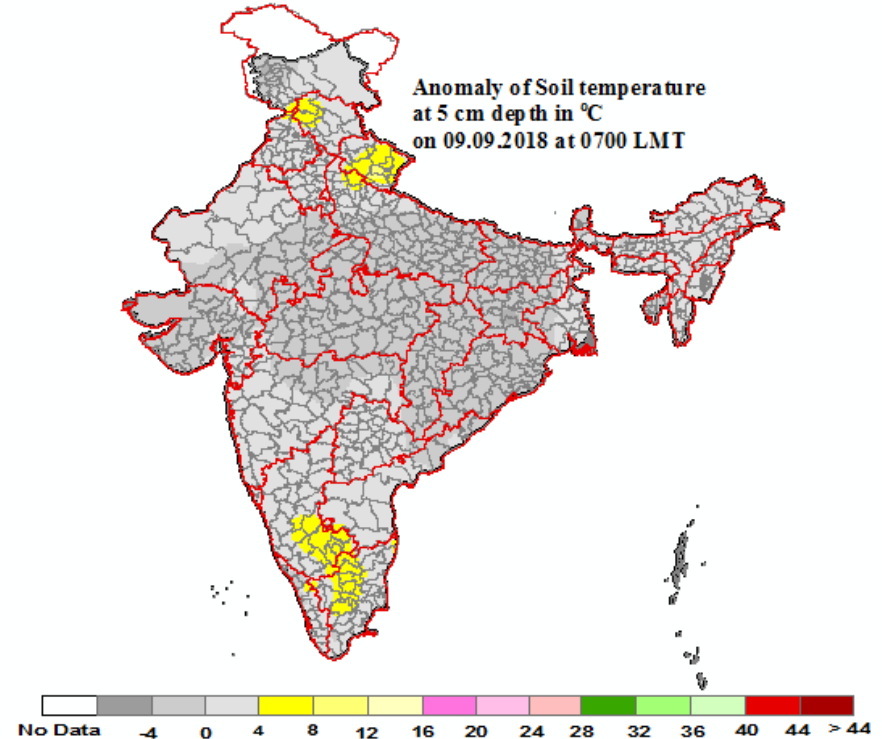 Anomaly of Soil temperature
at 5 cm depth in °C
on 09.09.2018 at 0700 LMT
No Data -4 0 4 8 12 16 20 24 28 32 36 40 44 > 44